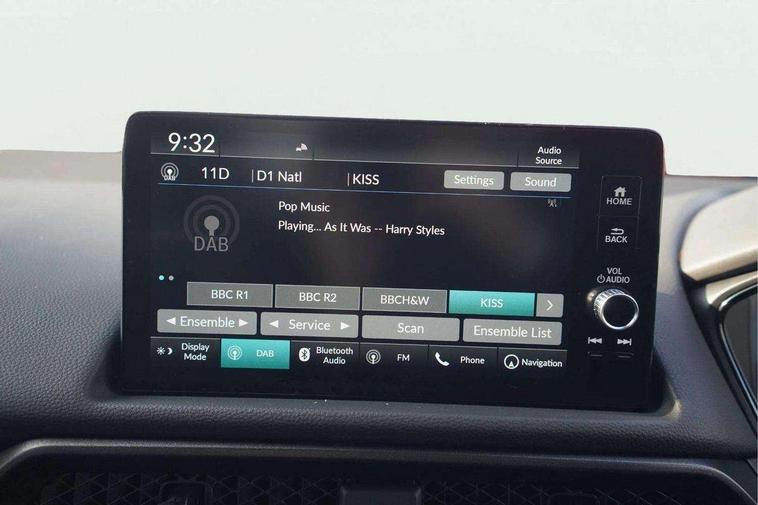 9:32
Audio
Source
DAB 11D D1 Natl KISS Settings Sound
HOME
Pop Music
Playing... As It Was -- Harry Styles
DAB
BACK
VOL
AUDIO
BBC R1 BBC R2 BBCH&W KISS
Ensemble Service Scan Ensemble List
Display Mode DAB Bluetooth Audio FM Phone Navigation